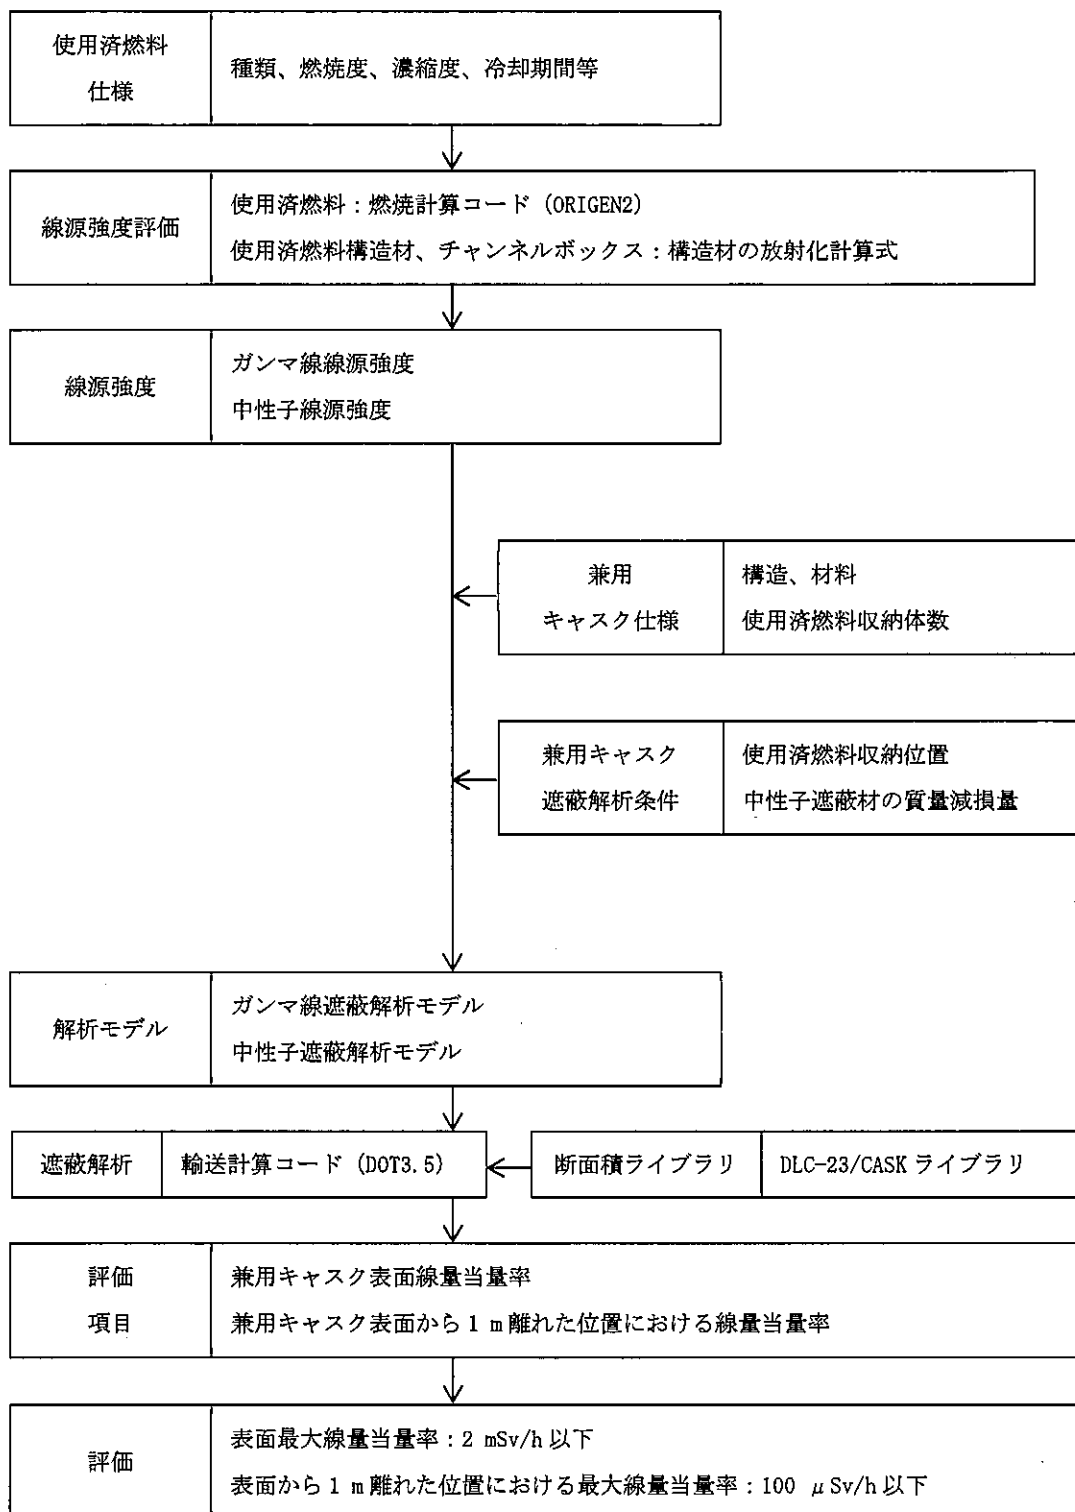 使用済燃料
仕様
種類、燃焼度、濃縮度、冷却期間等
線源強度評価
使用済燃料：燃焼計算コード (ORIGEN2)
使用済燃料構造材、チャンネルボックス：構造材の放射化計算式
線源強度
ガンマ線線源強度
中性子線源強度
兼用
キャスク仕様
構造、材料
使用済燃料収納体数
兼用キャスク
遮蔽解析条件
使用済燃料収納位置
中性子遮蔽材の質量減損量
解析モデル
ガンマ線遮蔽解析モデル
中性子遮蔽解析モデル
遮蔽解析
輸送計算コード (DOT3.5)
断面積ライブラリ
DLC-23/CASK ライブラリ
評価
項目
兼用キャスク表面線量当量率
兼用キャスク表面から 1 m 離れた位置における線量当量率
評価
表面最大線量当量率：2 mSv/h 以下
表面から 1 m 離れた位置における最大線量当量率：100 μSv/h 以下